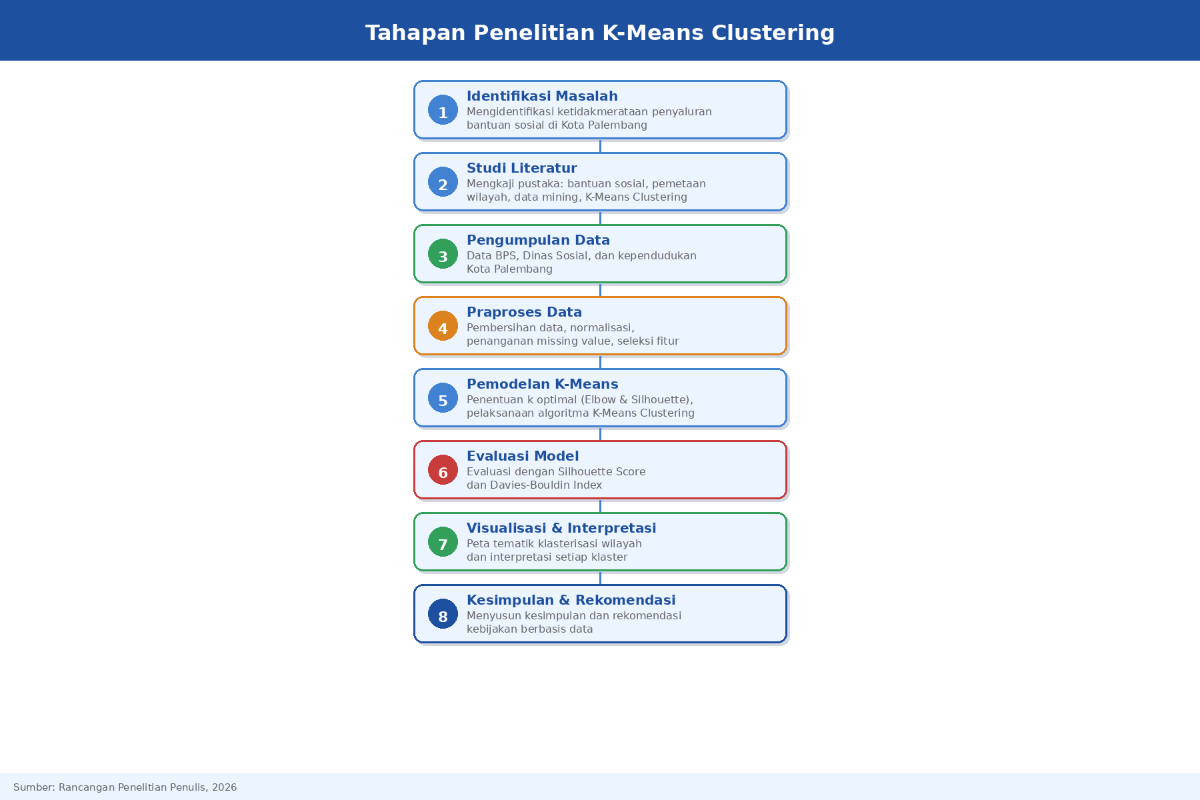 Tahapan Penelitian K-Means Clustering
1
Identifikasi Masalah
Mengidentifikasi ketidakmerataan penyaluran
bantuan sosial di Kota Palembang
2
Studi Literatur
Mengkaji pustaka: bantuan sosial, pemetaan
wilayah, data mining, K-Means Clustering
3
Pengumpulan Data
Data BPS, Dinas Sosial, dan kependudukan
Kota Palembang
4
Praproses Data
Pembersihan data, normalisasi,
penanganan missing value, seleksi fitur
5
Pemodelan K-Means
Penentuan k optimal (Elbow & Silhouette),
pelaksanaan algoritma K-Means Clustering
6
Evaluasi Model
Evaluasi dengan Silhouette Score
dan Davies-Bouldin Index
7
Visualisasi & Interpretasi
Peta tematik klasterisasi wilayah
dan interpretasi setiap klaster
8
Kesimpulan & Rekomendasi
Menyusun kesimpulan dan rekomendasi
kebijakan berbasis data
Sumber: Rancangan Penelitian Penulis, 2026